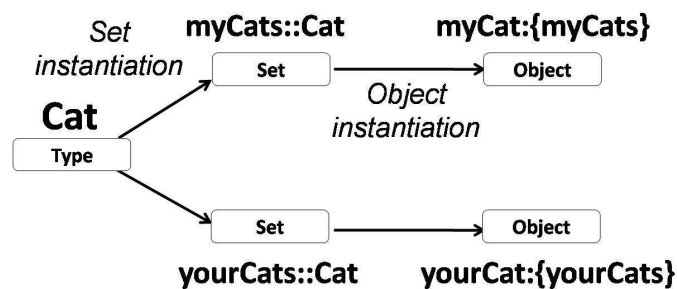 Set
instantiation
myCats::Cat
Set
myCat:{myCats}
Object
Object
instantiation
Cat
Type
Set
yourCats::Cat
Object
yourCat:{yourCats}